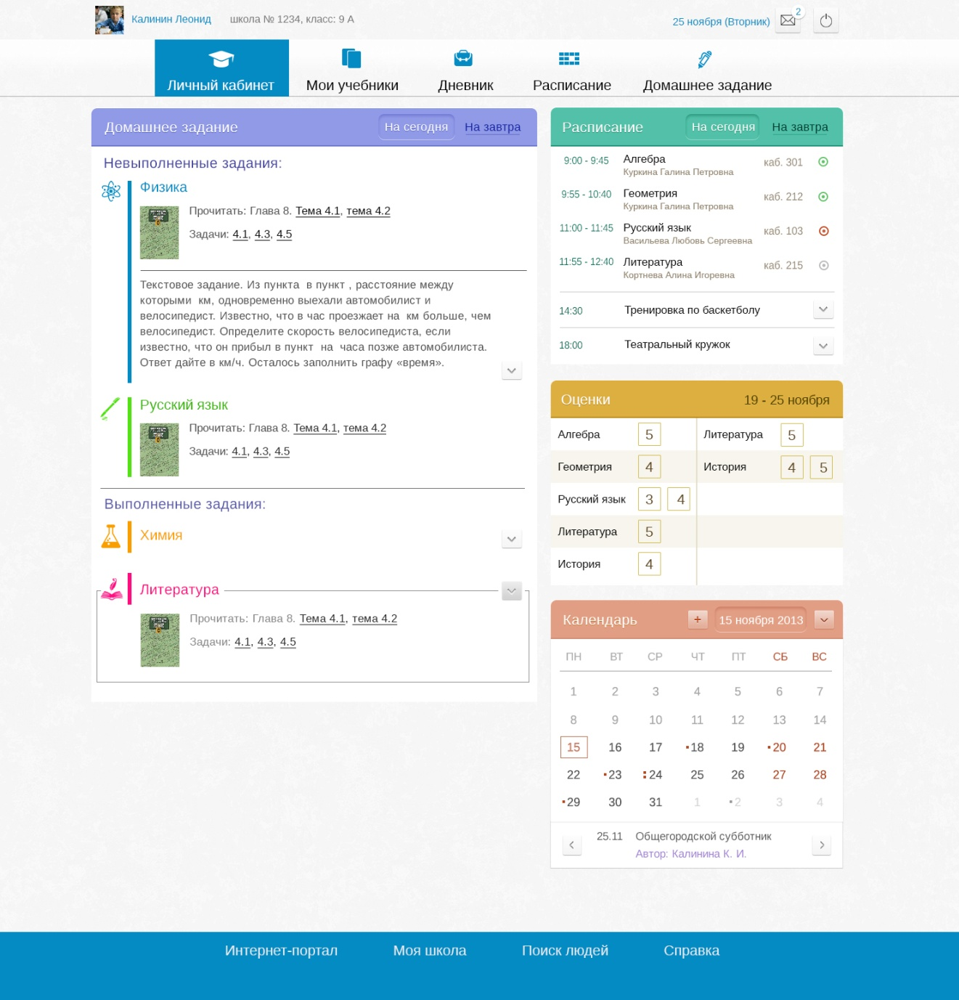 Калинин Леонид
школа № 1234, класс: 9 А
25 ноября (Вторник)
2
Личный кабинет
Мои учебники
Дневник
Расписание
Домашнее задание
Домашнее задание
На сегодня
На завтра
Невыполненные задания:
Физика
Прочитать: Глава 8. Тема 4.1, тема 4.2
Задачи: 4.1, 4.3, 4.5
Текстовое задание. Из пункта в пункт , расстояние между
которыми км, одновременно выехали автомобилист и
велосипедист. Известно, что в час проезжает на км больше, чем
велосипедист. Определите скорость велосипедиста, если
известно, что он прибыл в пункт на часа позже автомобилиста.
Ответ дайте в км/ч. Осталось заполнить графу «время».
Русский язык
Прочитать: Глава 8. Тема 4.1, тема 4.2
Задачи: 4.1, 4.3, 4.5
Выполненные задания:
Химия
Литература
Прочитать: Глава 8. Тема 4.1, тема 4.2
Задачи: 4.1, 4.3, 4.5
Расписание
На сегодня
На завтра
9:00 - 9:45 Алгебра каб. 301
Куркина Галина Петровна
9:55 - 10:40 Геометрия каб. 212
Куркина Галина Петровна
11:00 - 11:45 Русский язык каб. 103
Васильева Любовь Сергеевна
11:55 - 12:40 Литература каб. 215
Кортнева Алина Игоревна
14:30 Тренировка по баскетболу
18:00 Театральный кружок
Оценки
19 - 25 ноября
Алгебра 5 Литература 5
Геометрия 4 История 4 5
Русский язык 3 4
Литература 5
История 4
Календарь
+
15 ноября 2013
ПН ВТ СР ЧТ ПТ СБ ВС
1 2 3 4 5 6 7
8 9 10 11 12 13 14
15 16 17 18 19 20 21
22 23 24 25 26 27 28
29 30 31 1 2 3 4
25.11 Общегородской субботник
Автор: Калинина К. И.
Интернет-портал
Моя школа
Поиск людей
Справка